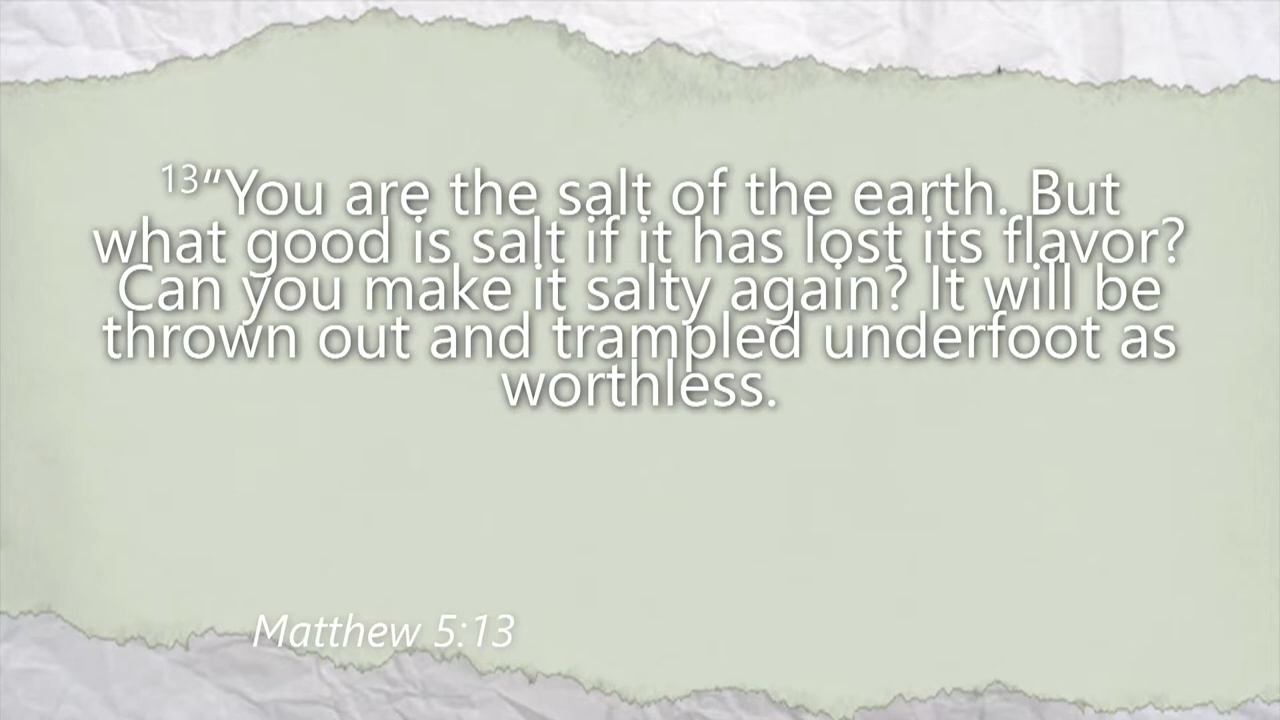 13“You are the salt of the earth. But
what good is salt if it has lost its flavor?
Can you make it salty again? It will be
thrown out and trampled underfoot as
worthless.
Matthew 5:13